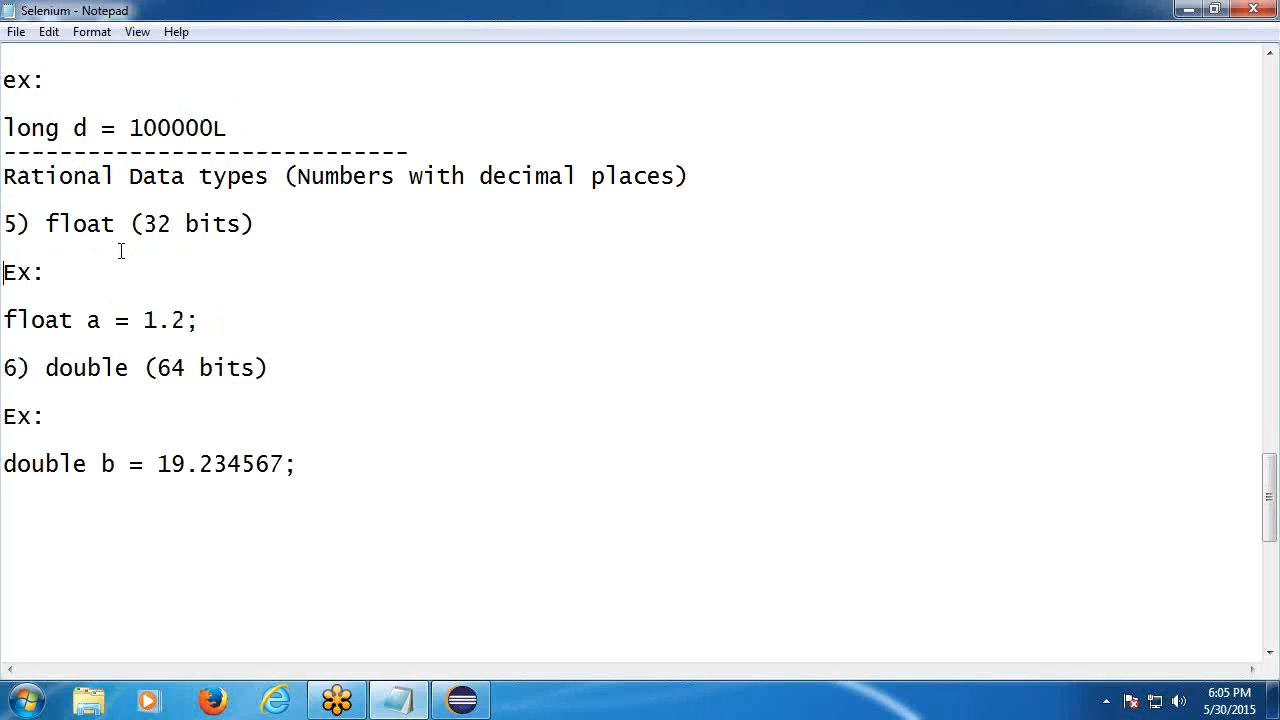 Selenium - Notepad
File Edit Format View Help
ex:
long d = 100000L
-----------------------------
Rational Data types (Numbers with decimal places)
5) float (32 bits)
Ex:
float a = 1.2;
6) double (64 bits)
Ex:
double b = 19.234567;
6:05 PM
5/30/2015